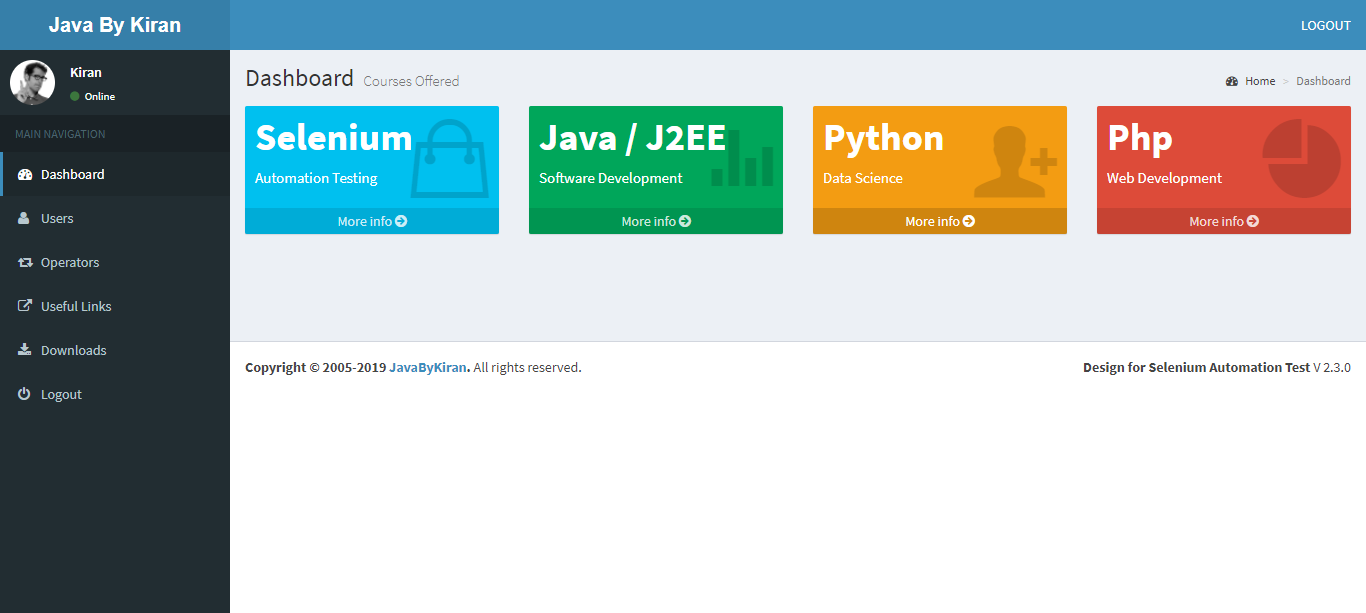 Java By Kiran
LOGOUT
Kiran
Online
MAIN NAVIGATION
Dashboard
Users
Operators
Useful Links
Downloads
Logout
Dashboard Courses Offered
Home > Dashboard
Selenium
Automation Testing
More info
Java / J2EE
Software Development
More info
Python
Data Science
More info
Php
Web Development
More info
Copyright © 2005-2019 JavaByKiran. All rights reserved.
Design for Selenium Automation Test V 2.3.0